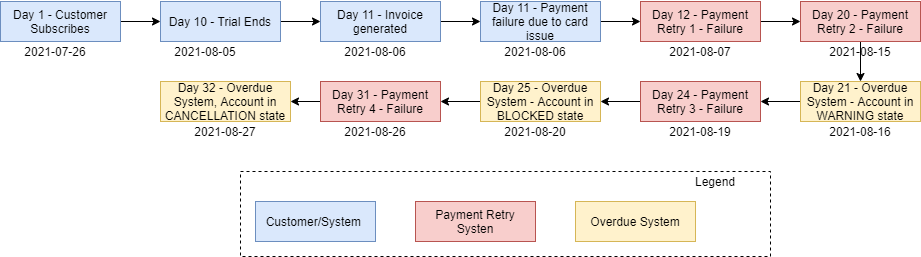 Day 1 - Customer
Subscribes
2021-07-26
Day 10 - Trial Ends
2021-08-05
Day 11 - Invoice
generated
2021-08-06
Day 11 - Payment
failure due to card
issue
2021-08-06
Day 12 - Payment
Retry 1 - Failure
2021-08-07
Day 20 - Payment
Retry 2 - Failure
2021-08-15
Day 21 - Overdue
System - Account in
WARNING state
2021-08-16
Day 24 - Payment
Retry 3 - Failure
2021-08-19
Day 25 - Overdue
System - Account in
BLOCKED state
2021-08-20
Day 31 - Payment
Retry 4 - Failure
2021-08-26
Day 32 - Overdue
System, Account in
CANCELLATION state
2021-08-27
Legend
Customer/System
Payment Retry
Systen
Overdue System